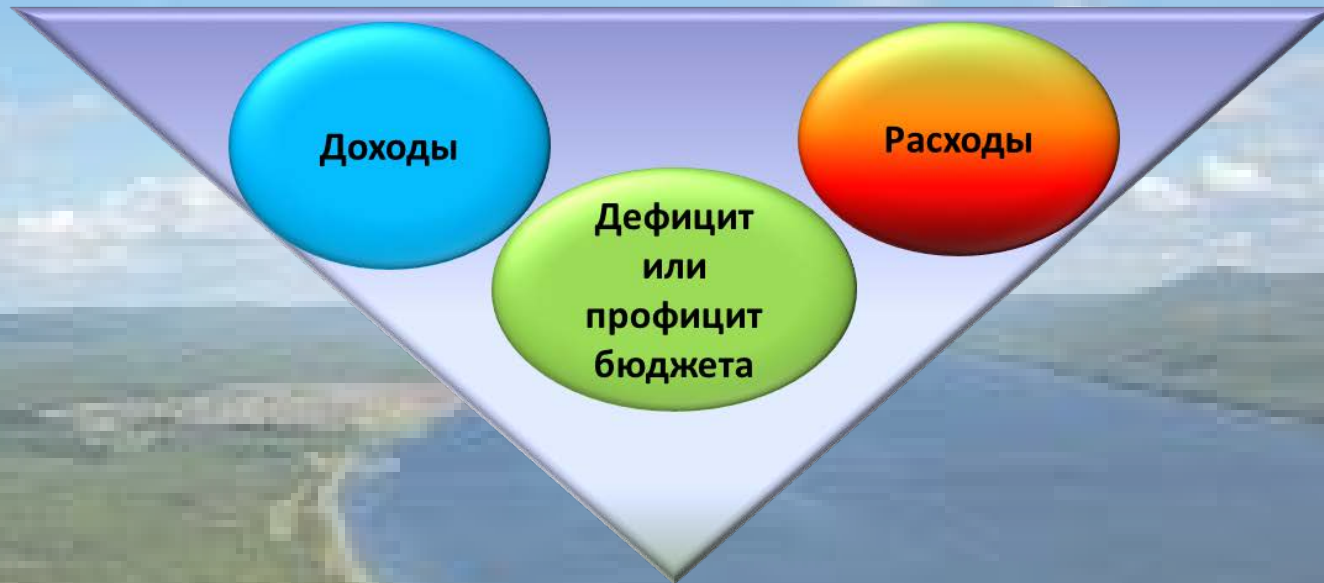 Доходы
Расходы
Дефицит
или
профицит
бюджета